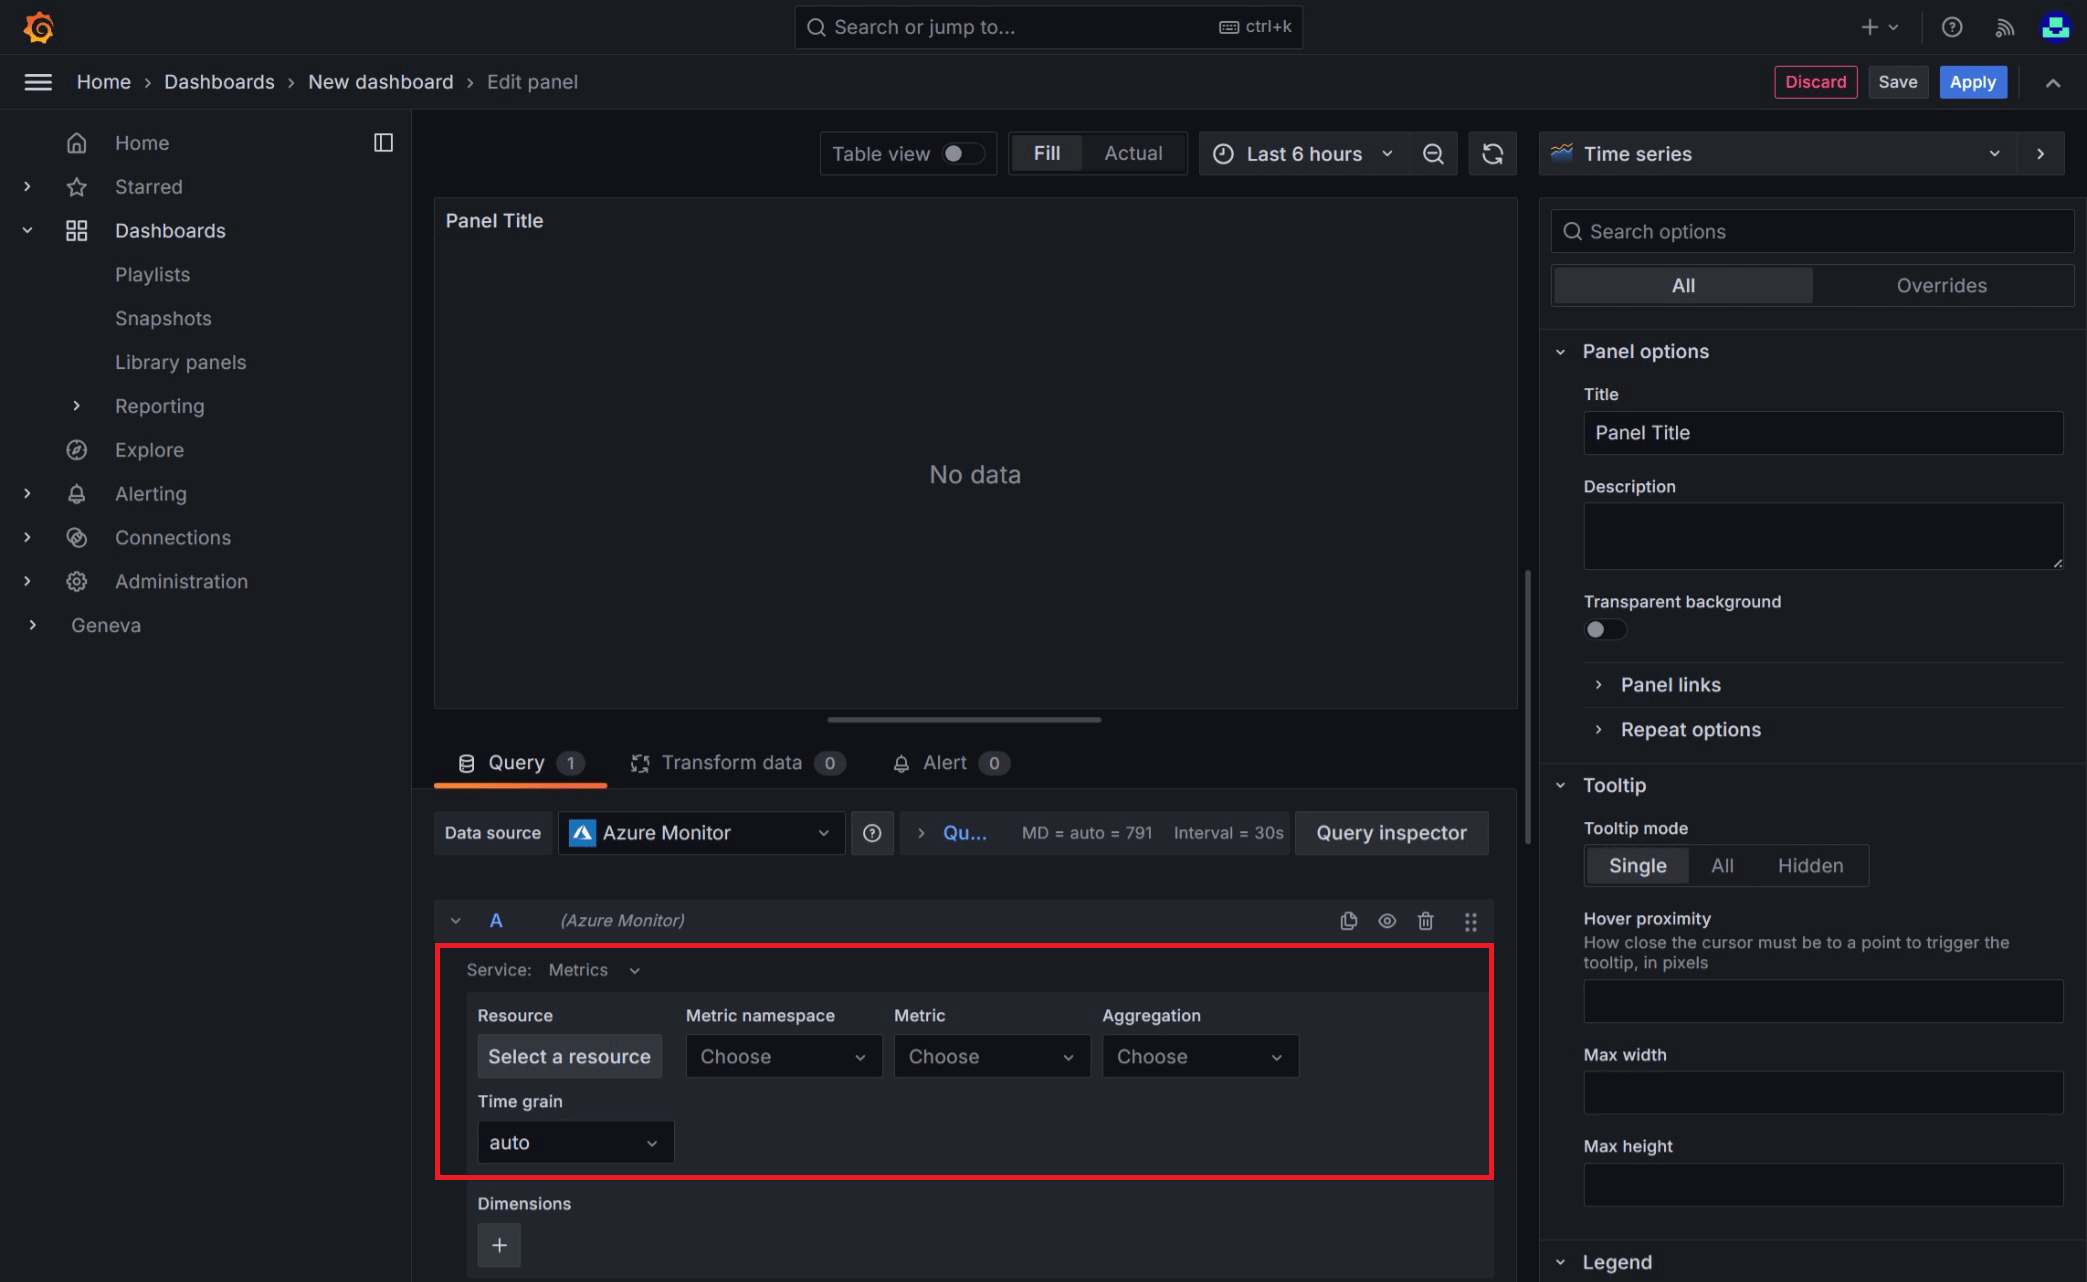 Search or jump to...
ctrl+k
Home
Dashboards
New dashboard
Edit panel
Discard
Save
Apply
Home
Starred
Dashboards
Playlists
Snapshots
Library panels
Reporting
Explore
Alerting
Connections
Administration
Geneva
Table view
Fill
Actual
Last 6 hours
Time series
Panel Title
No data
Query 1
Transform data 0
Alert 0
Data source
Azure Monitor
Qu...
MD = auto = 791
Interval = 30s
Query inspector
A
(Azure Monitor)
Service: Metrics
Resource
Metric namespace
Metric
Aggregation
Select a resource
Choose
Choose
Choose
Time grain
auto
Dimensions
Search options
All
Overrides
Panel options
Title
Panel Title
Description
Transparent background
Panel links
Repeat options
Tooltip
Tooltip mode
Single
All
Hidden
Hover proximity
How close the cursor must be to a point to trigger the
tooltip, in pixels
Max width
Max height
Legend